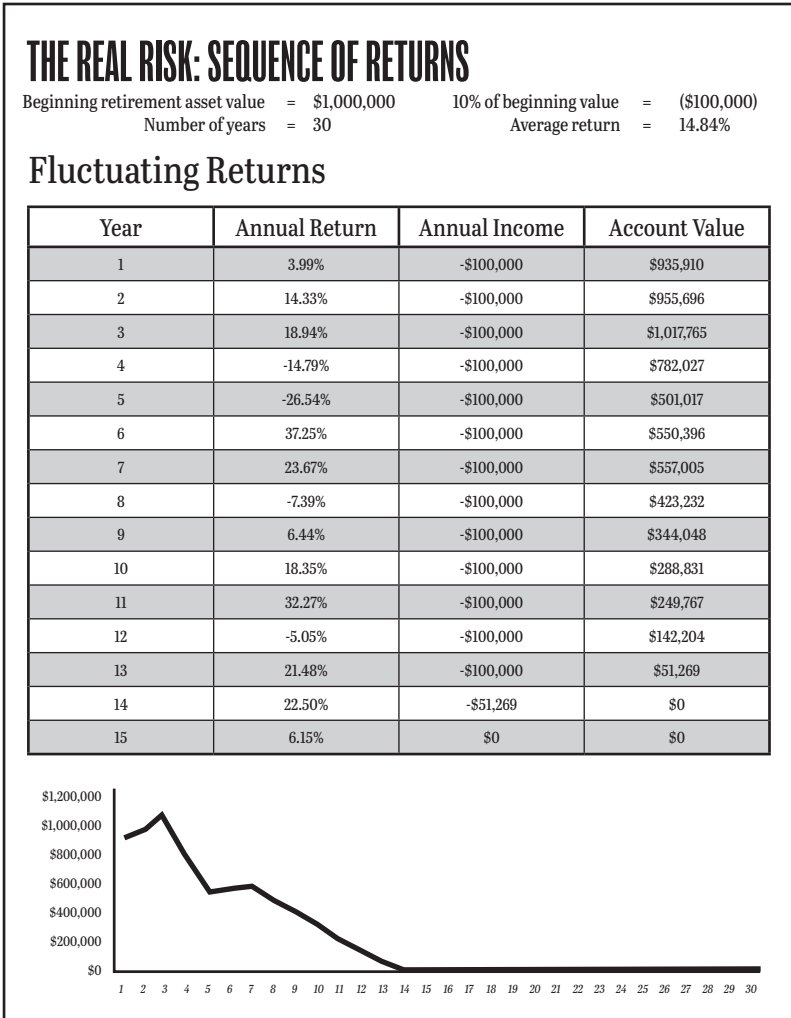 THE REAL RISK: SEQUENCE OF RETURNS
Beginning retirement asset value = $1,000,000 10% of beginning value = ($100,000)
Number of years = 30 Average return = 14.84%
Fluctuating Returns
Year Annual Return Annual Income Account Value
1 3.99% -$100,000 $935,910
2 14.33% -$100,000 $955,696
3 18.94% -$100,000 $1,017,765
4 -14.79% -$100,000 $782,027
5 -26.54% -$100,000 $501,017
6 37.25% -$100,000 $550,396
7 23.67% -$100,000 $557,005
8 -7.39% -$100,000 $423,232
9 6.44% -$100,000 $344,048
10 18.35% -$100,000 $288,831
11 32.27% -$100,000 $249,767
12 -5.05% -$100,000 $142,204
13 21.48% -$100,000 $51,269
14 22.50% -$51,269 $0
15 6.15% $0 $0
$1,200,000
$1,000,000
$800,000
$600,000
$400,000
$200,000
$0
1 2 3 4 5 6 7 8 9 10 11 12 13 14 15 16 17 18 19 20 21 22 23 24 25 26 27 28 29 30